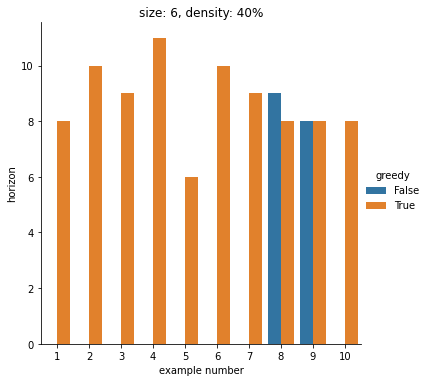 size: 6, density: 40%
horizon
10
8
6
4
2
0
1 2 3 4 5 6 7 8 9 10
example number
greedy
False
True